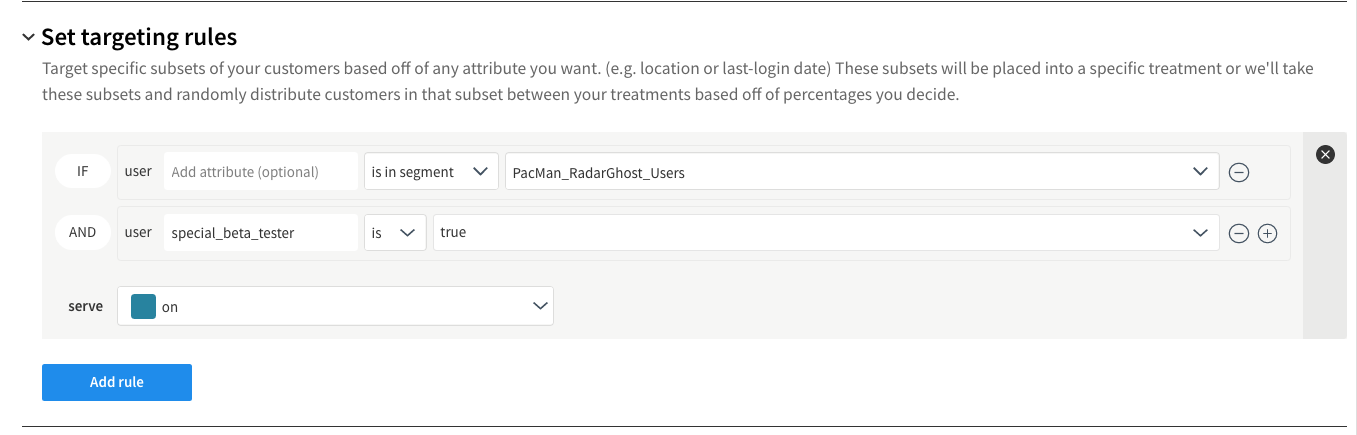 Set targeting rules
Target specific subsets of your customers based off of any attribute you want. (e.g. location or last-login date) These subsets will be placed into a specific treatment or we'll take
these subsets and randomly distribute customers in that subset between your treatments based off of percentages you decide.
IF user Add attribute (optional) is in segment PacMan_RadarGhost_Users
AND user special_beta_tester is true
serve on
Add rule